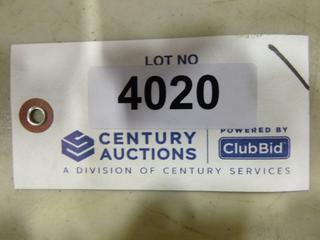 LOT NO
4020
CENTURY
AUCTIONS
POWERED BY
ClubBid
A DIVISION OF CENTURY SERVICES